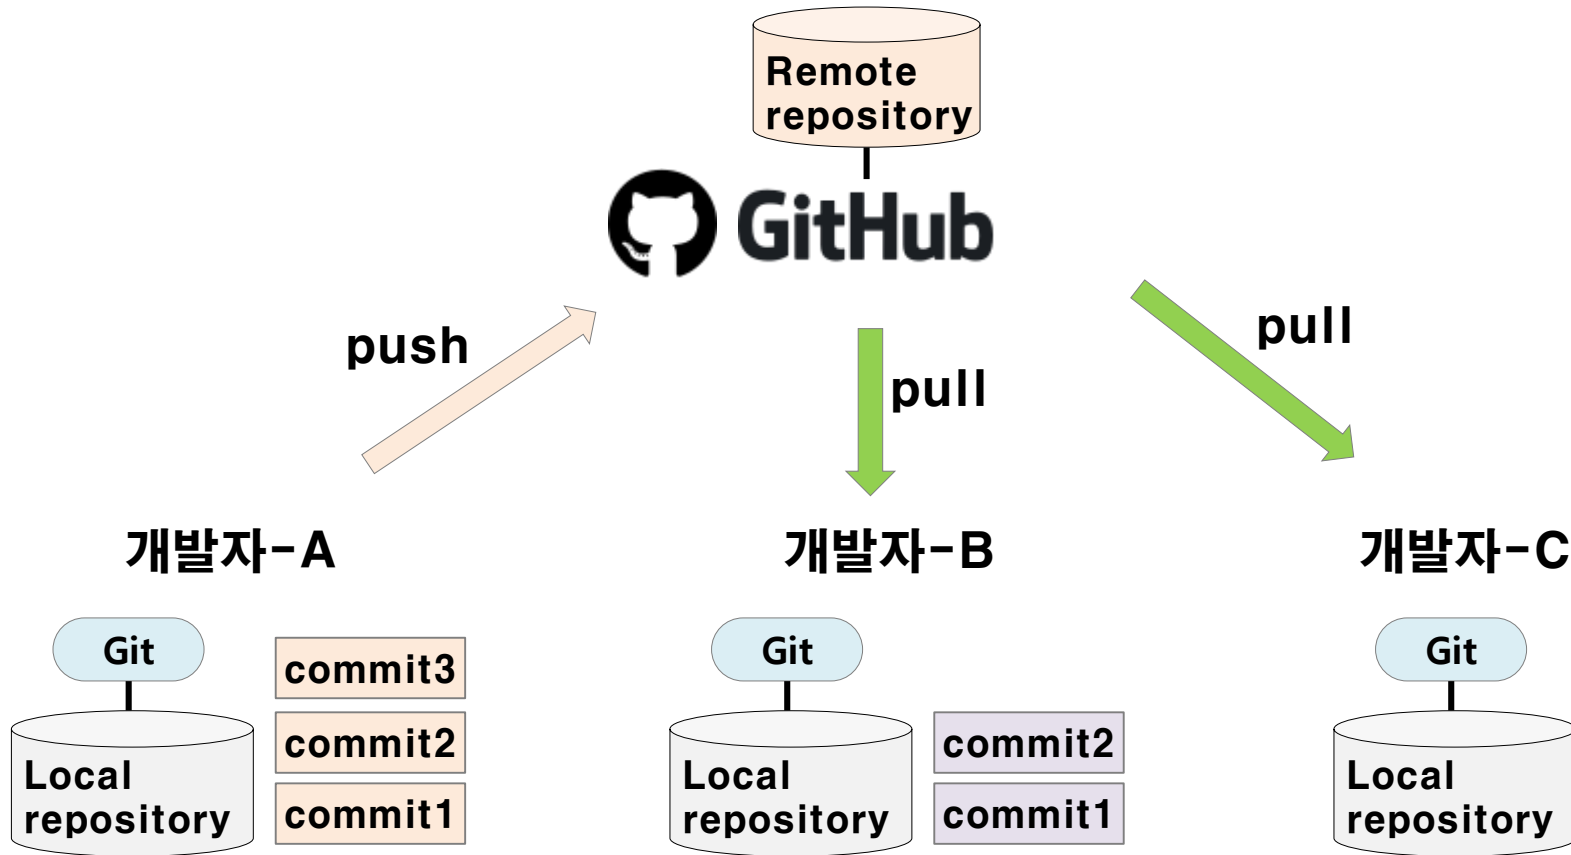 Remote
repository
GitHub
push
pull
pull
개발자-A
개발자-B
개발자-C
Git
commit3
commit2
commit1
Local
repository
Git
commit2
commit1
Local
repository
Git
Local
repository